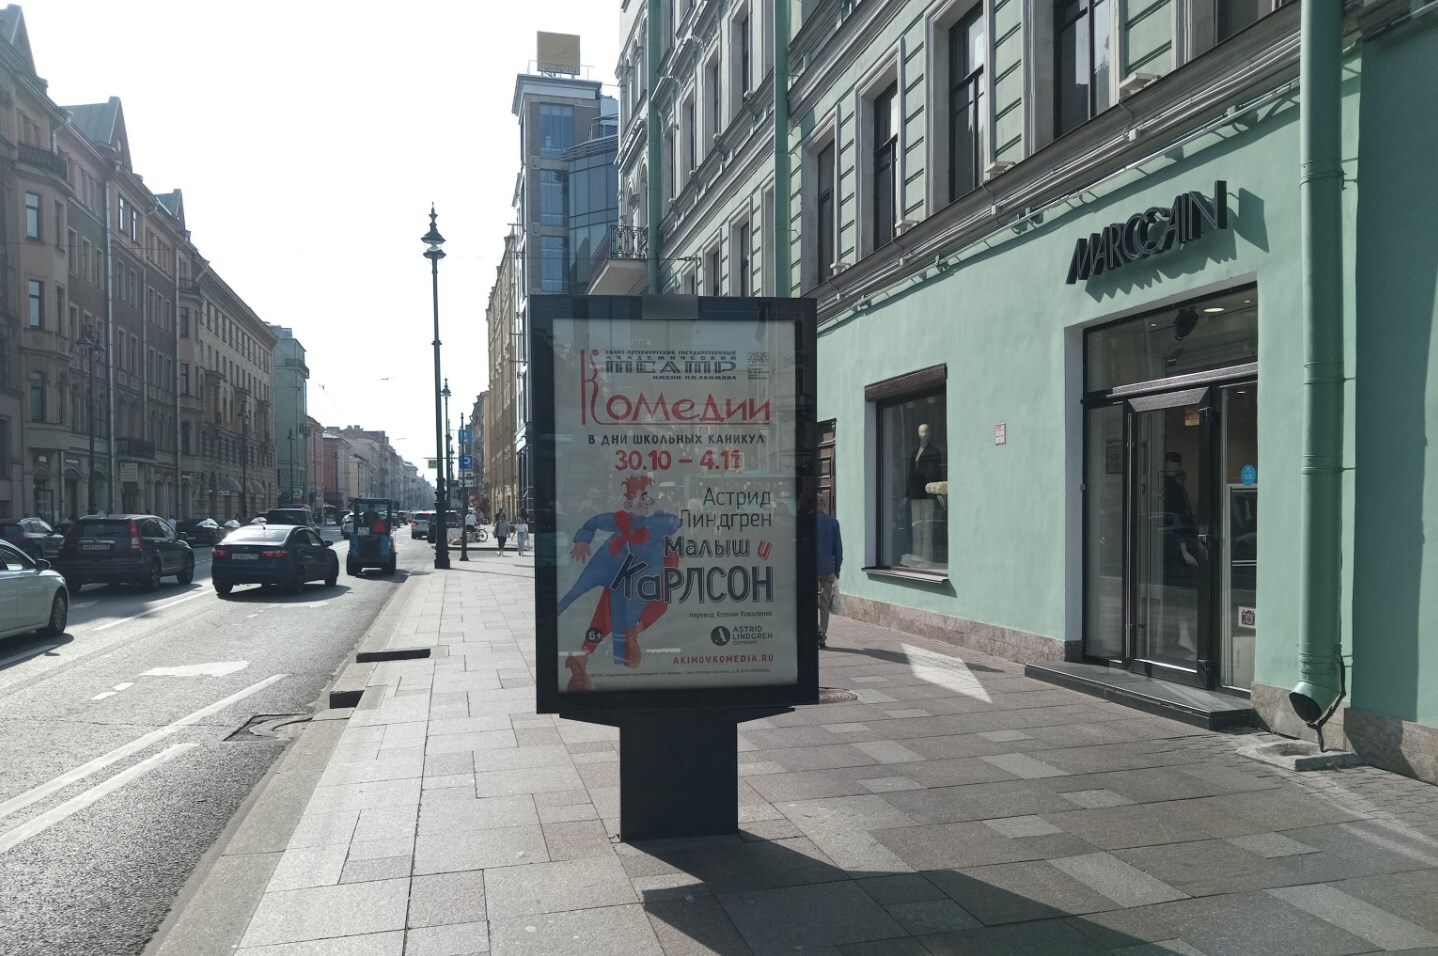 САНКТ-ПЕТЕРБУРГСКИЙ ГОСУДАРСТВЕННЫЙ
АКАДЕМИЧЕСКИЙ
ТЕАТР
ИМЕНИ Н.П.АКИМОВА
Комедии
В ДНИ ШКОЛЬНЫХ КАНИКУЛ
30.10 – 4.11
Астрид
Линдгрен
Малыш и
КАРЛСОН
перевод Ксении Коваленко
6+
ASTRID
LINDGREN
COMPANY
AKIMOVKOMEDIA.RU
MARCCAIN